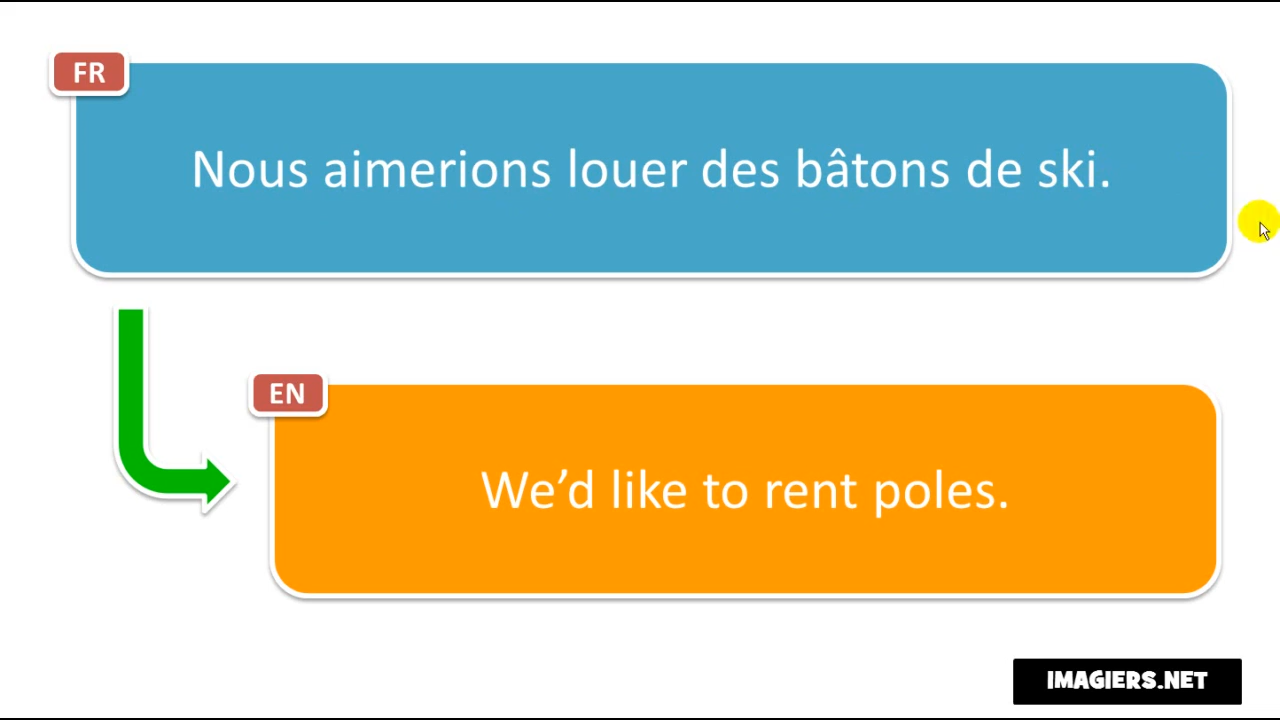 FR
Nous aimerions louer des bâtons de ski.
EN
We’d like to rent poles.
IMAGIERS.NET